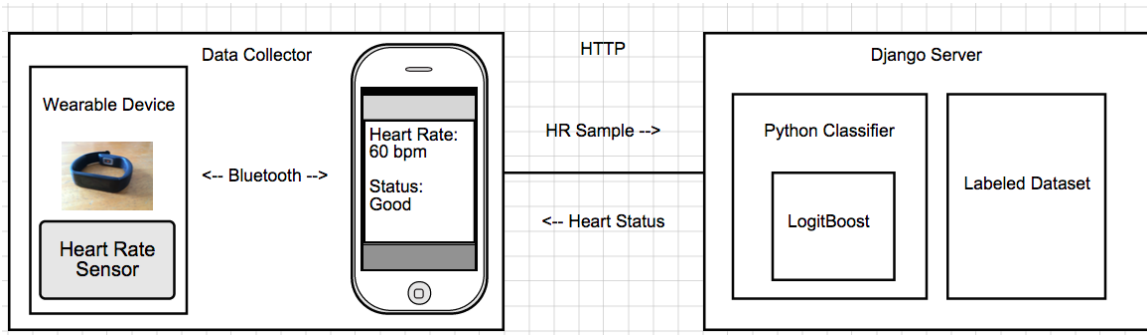 Data Collector
Wearable Device
Heart Rate
Sensor
<-- Bluetooth -->
Heart Rate:
60 bpm
Status:
Good
HTTP
HR Sample -->
<-- Heart Status
Django Server
Python Classifier
LogitBoost
Labeled Dataset